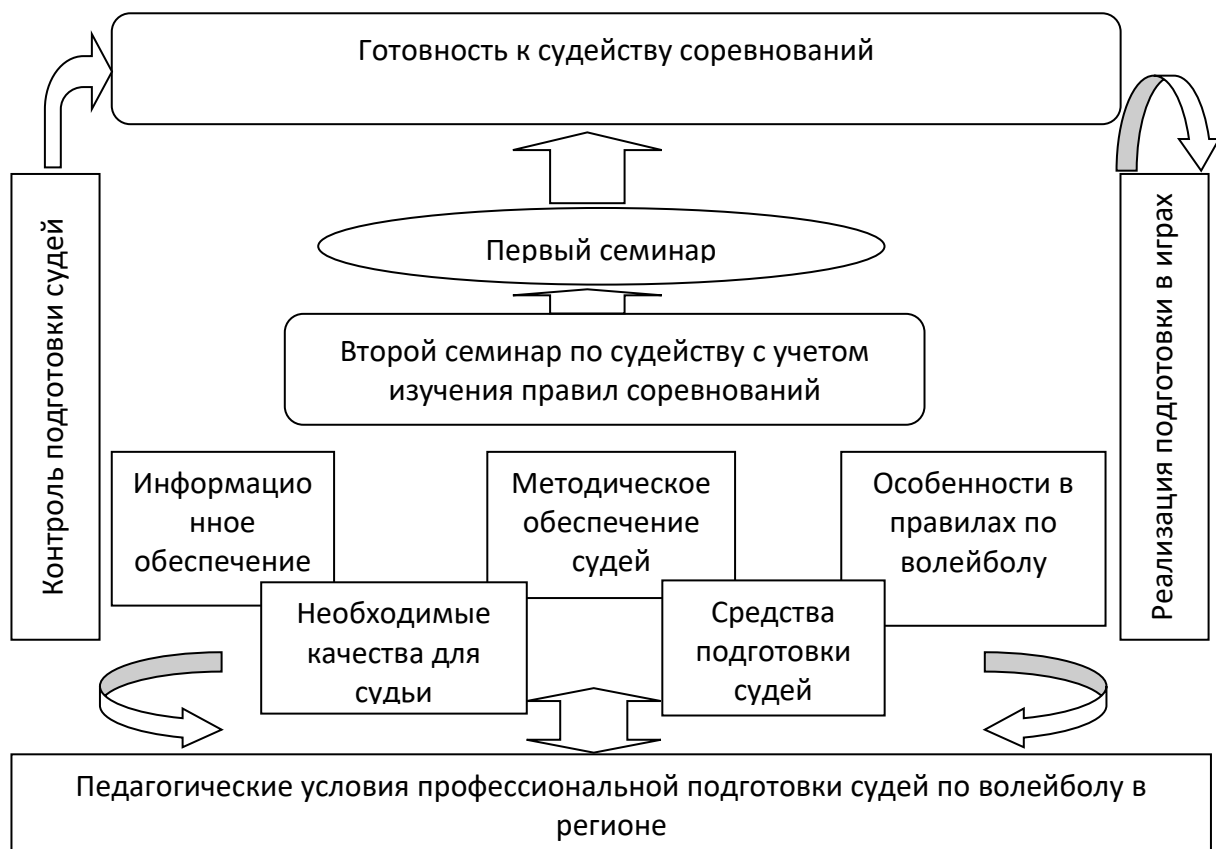 Готовность к судейству соревнований
Контроль подготовки судей
Реализация подготовки в играх
Первый семинар
Второй семинар по судейству с учетом
изучения правил соревнований
Информацио
нное
обеспечение
Методическое
обеспечение
судей
Особенности в
правилах по
волейболу
Необходимые
качества для
судьи
Средства
подготовки
судей
Педагогические условия профессиональной подготовки судей по волейболу в
регионе